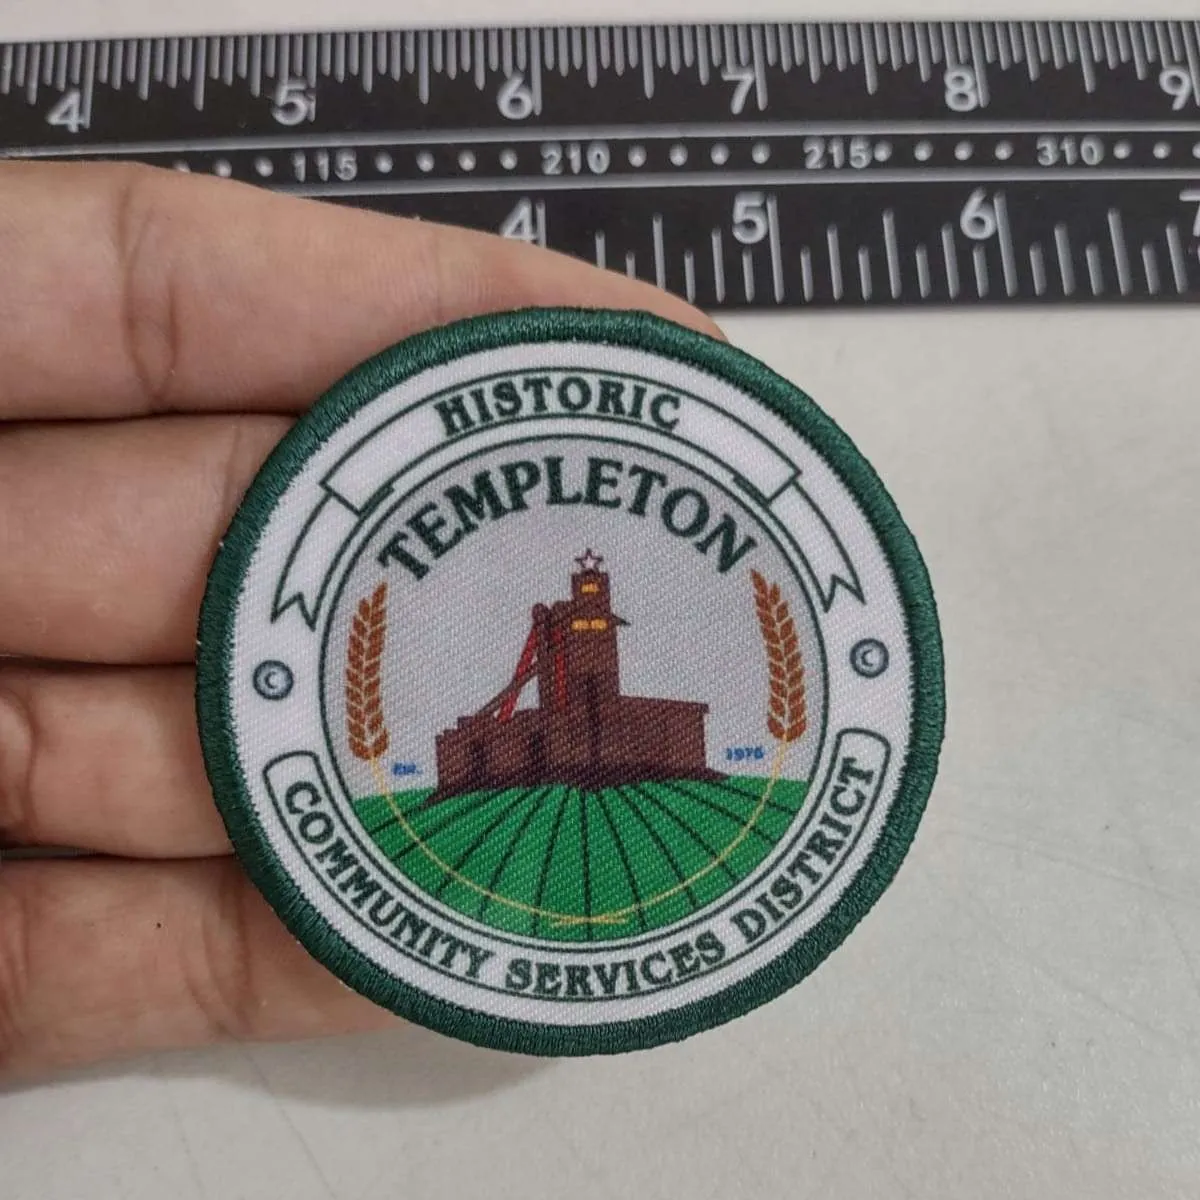 4 5 6 7 8 9
115 210 215 310
4 5 6 7
HISTORIC
TEMPLETON
© ©
Est. 1976
COMMUNITY SERVICES DISTRICT